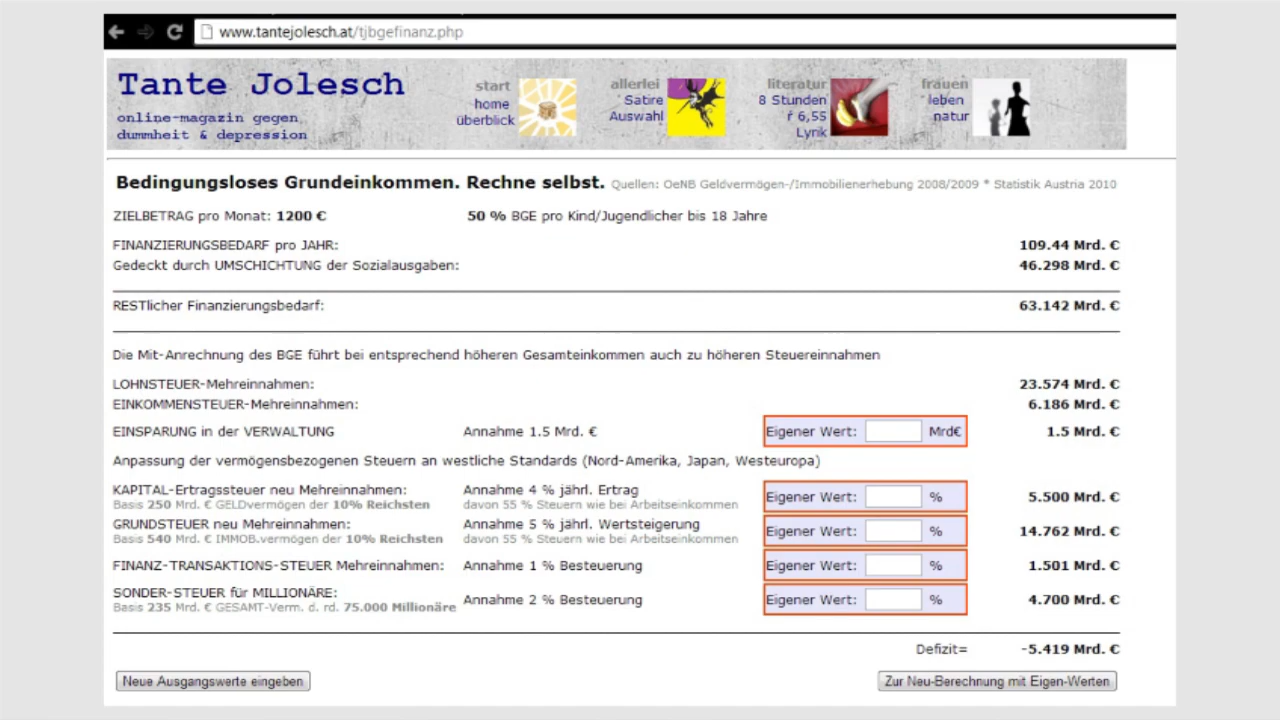 www.tantejolesch.at/tjbgefinanz.php
Tante Jolesch
online-magazin gegen
dummheit & depression
start
home
überblick
allerlei
Satire
Auswahl
literatur
8 Stunden
ŕ 6,55
Lyrik
frauen
leben
natur
Bedingungsloses Grundeinkommen. Rechne selbst. Quellen: OeNB Geldvermögen-/Immobilienerhebung 2008/2009 * Statistik Austria 2010
ZIELBETRAG pro Monat: 1200 € 50 % BGE pro Kind/Jugendlicher bis 18 Jahre
FINANZIERUNGSBEDARF pro JAHR: 109.44 Mrd. €
Gedeckt durch UMSCHICHTUNG der Sozialausgaben: 46.298 Mrd. €
RESTlicher Finanzierungsbedarf: 63.142 Mrd. €
Die Mit-Anrechnung des BGE führt bei entsprechend höheren Gesamteinkommen auch zu höheren Steuereinnahmen
LOHNSTEUER-Mehreinnahmen: 23.574 Mrd. €
EINKOMMENSTEUER-Mehreinnahmen: 6.186 Mrd. €
EINSPARUNG in der VERWALTUNG Annahme 1.5 Mrd. € Eigener Wert: Mrd€ 1.5 Mrd. €
Anpassung der vermögensbezogenen Steuern an westliche Standards (Nord-Amerika, Japan, Westeuropa)
KAPITAL-Ertragssteuer neu Mehreinnahmen: Annahme 4 % jährl. Ertrag Eigener Wert: % 5.500 Mrd. €
Basis 250 Mrd. € GELDvermögen der 10% Reichsten davon 55 % Steuern wie bei Arbeitseinkommen
GRUNDSTEUER neu Mehreinnahmen: Annahme 5 % jährl. Wertsteigerung Eigener Wert: % 14.762 Mrd. €
Basis 540 Mrd. € IMMOB.vermögen der 10% Reichsten davon 55 % Steuern wie bei Arbeitseinkommen
FINANZ-TRANSAKTIONS-STEUER Mehreinnahmen: Annahme 1 % Besteuerung Eigener Wert: % 1.501 Mrd. €
SONDER-STEUER für MILLIONÄRE: Annahme 2 % Besteuerung Eigener Wert: % 4.700 Mrd. €
Basis 235 Mrd. € GESAMT-Verm. d. rd. 75.000 Millionäre
Defizit= -5.419 Mrd. €
Neue Ausgangswerte eingeben Zur Neu-Berechnung mit Eigen-Werten